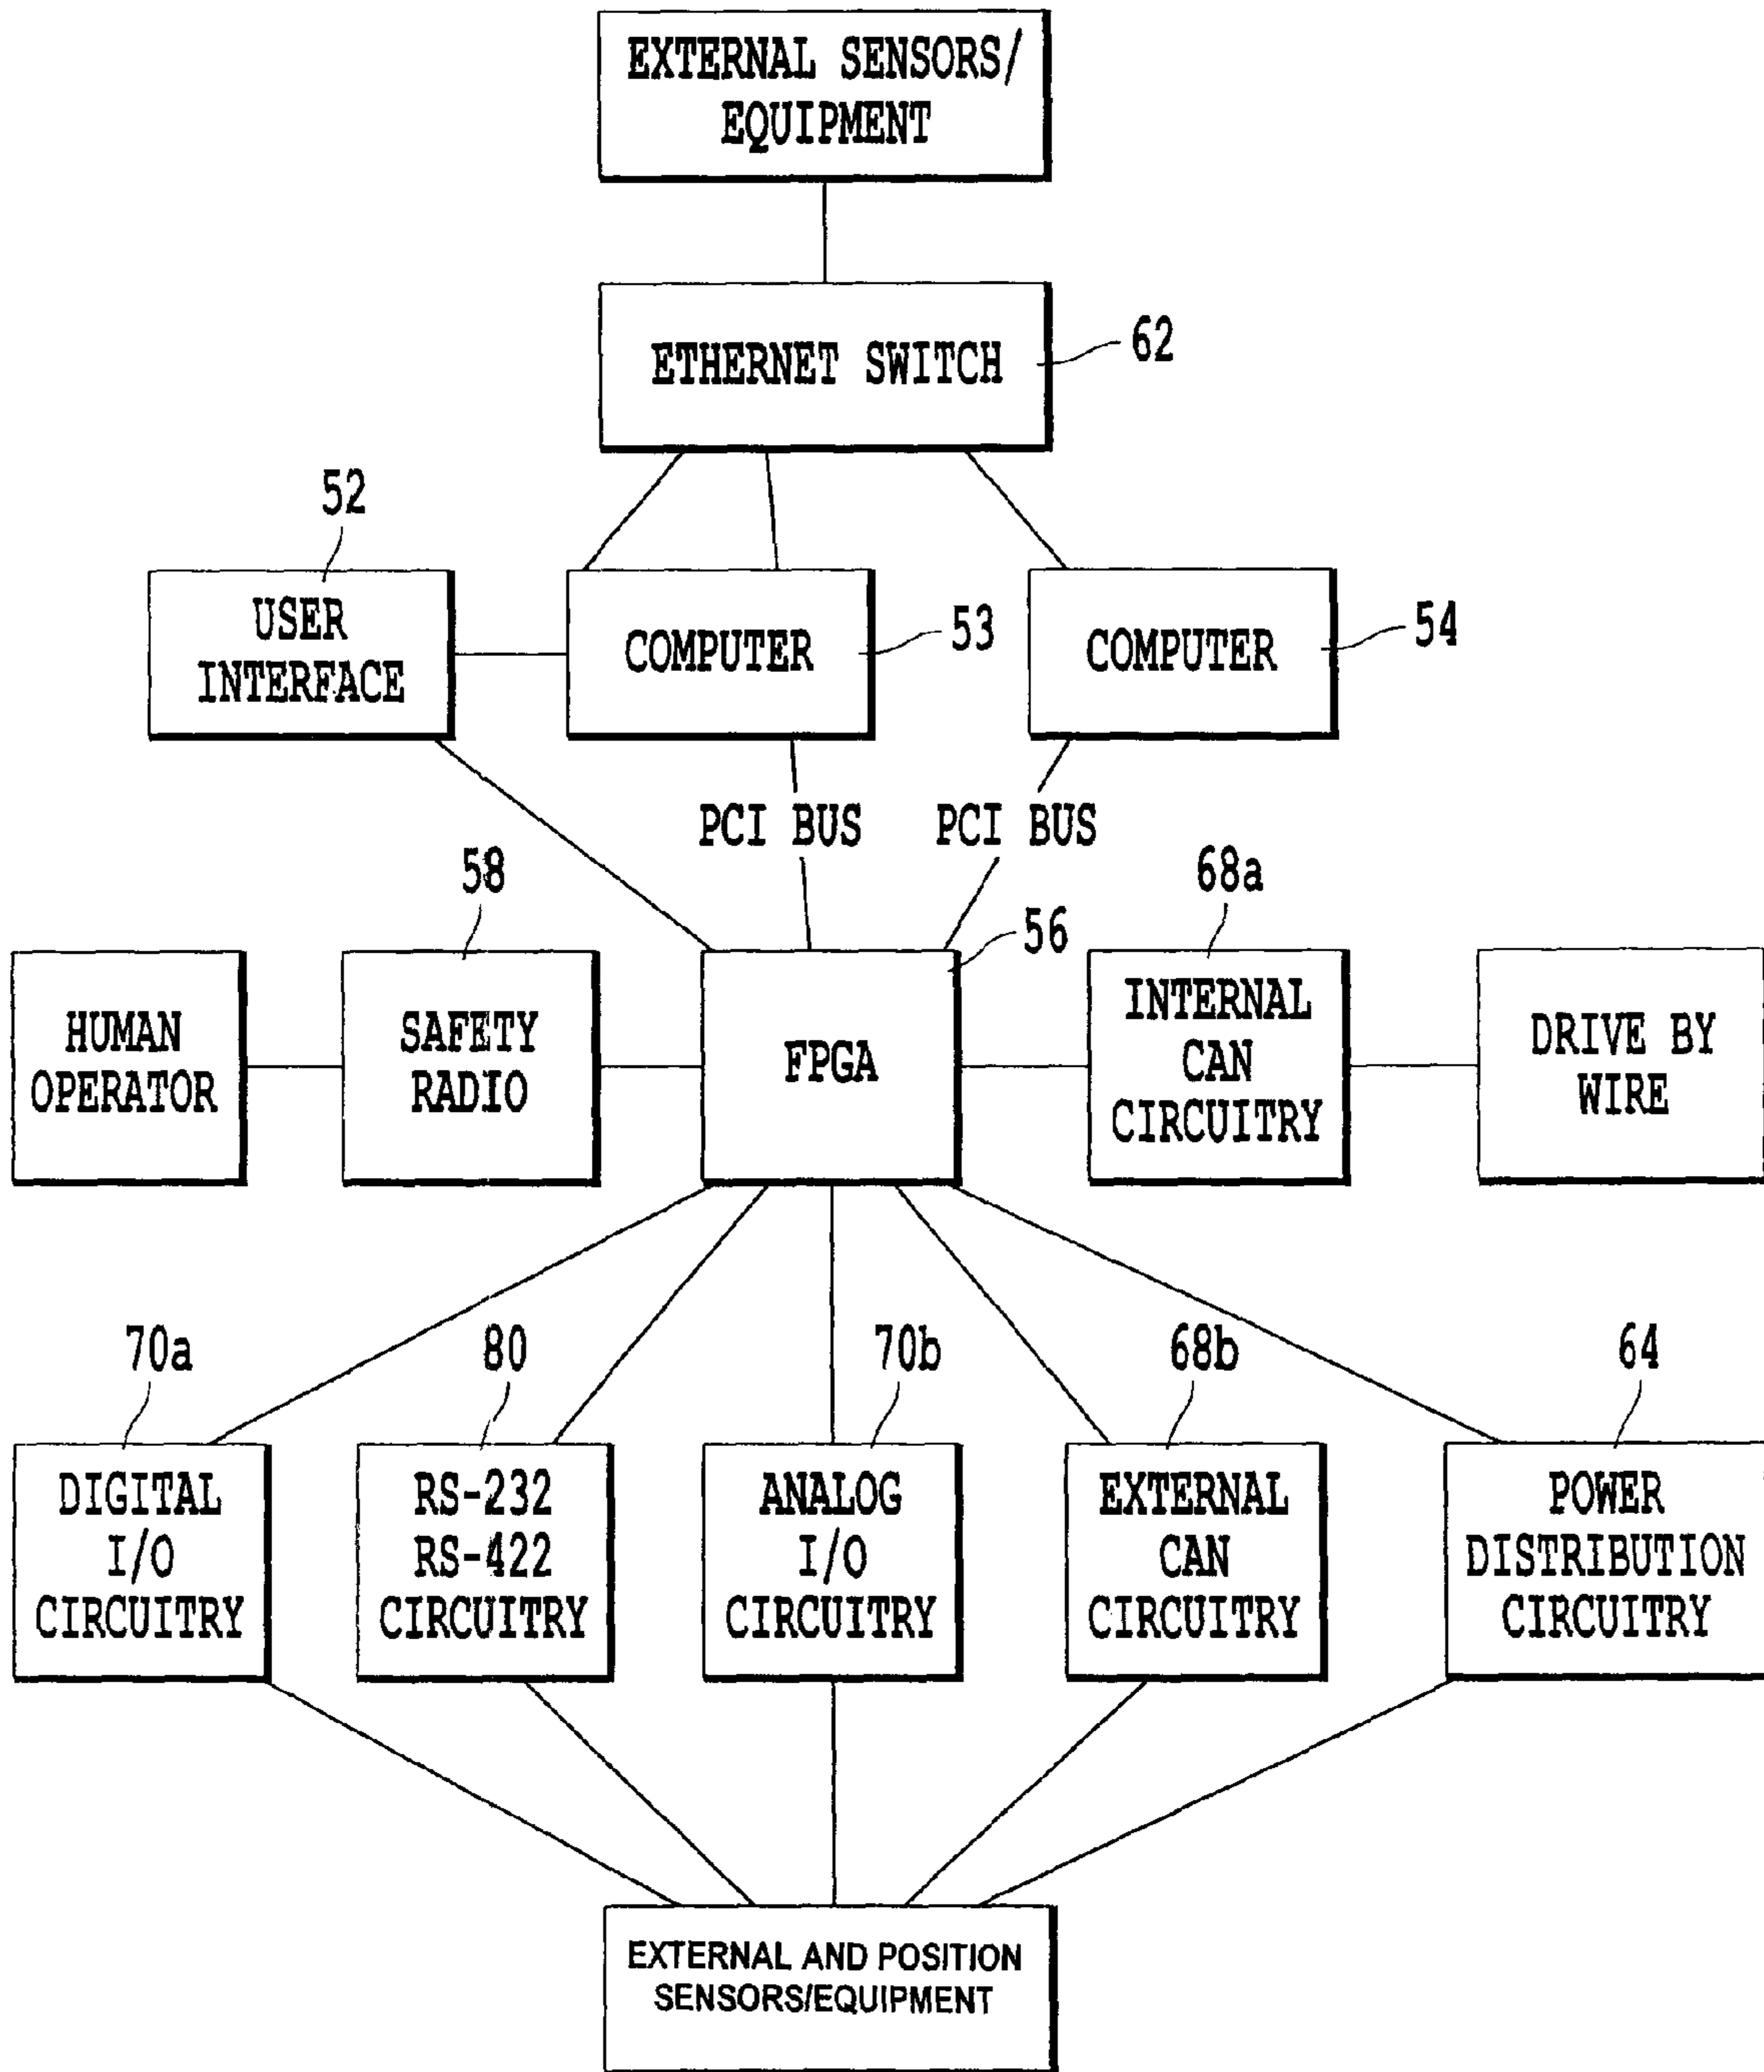 EXTERNAL SENSORS/
EQUIPMENT
ETHERNET SWITCH
62
52
USER
INTERFACE
COMPUTER
53
COMPUTER
54
PCI BUS
PCI BUS
58
68a
56
HUMAN
OPERATOR
SAFETY
RADIO
FPGA
INTERNAL
CAN
CIRCUITRY
DRIVE BY
WIRE
70a
80
70b
68b
64
DIGITAL
I/O
CIRCUITRY
RS-232
RS-422
CIRCUITRY
ANALOG
I/O
CIRCUITRY
EXTERNAL
CAN
CIRCUITRY
POWER
DISTRIBUTION
CIRCUITRY
EXTERNAL AND POSITION
SENSORS/EQUIPMENT